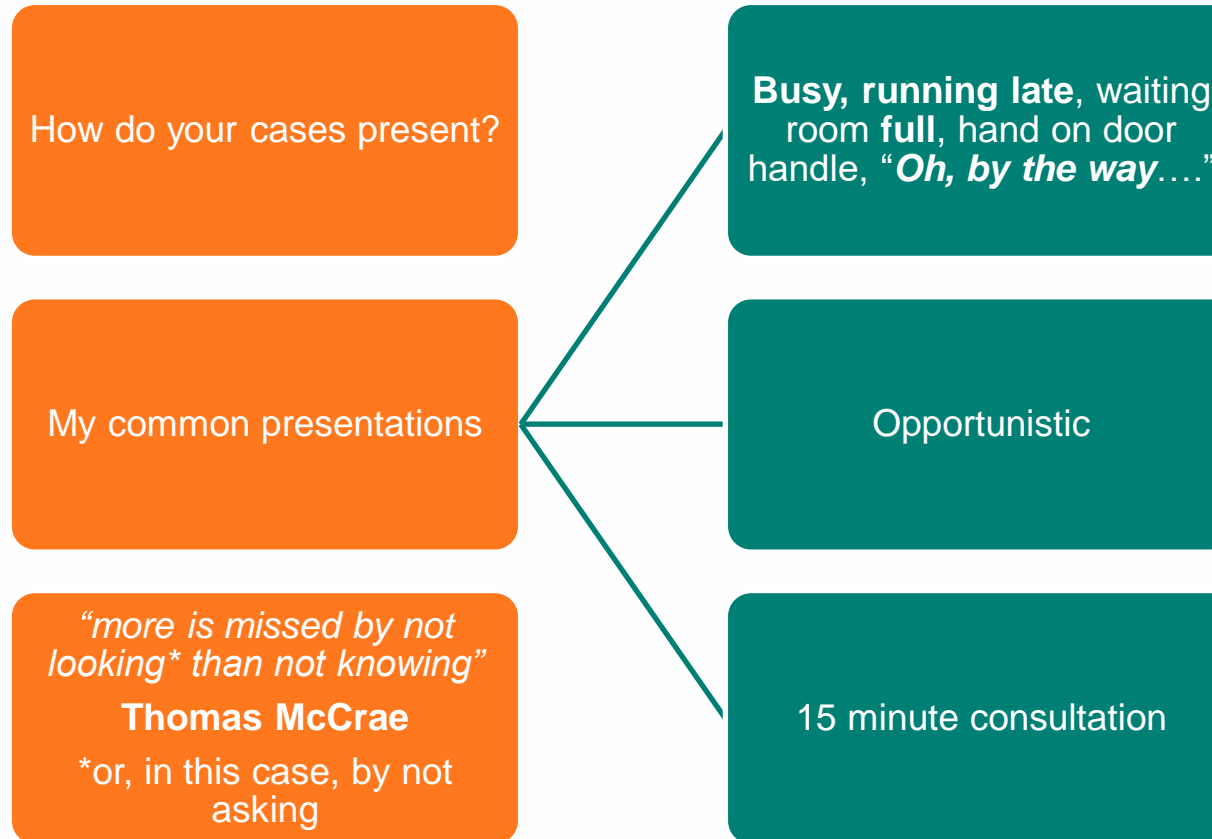 How do your cases present?
My common presentations
“more is missed by not
looking* than not knowing”
Thomas McCrae
*or, in this case, by not
asking
Busy, running late, waiting
room full, hand on door
handle, “Oh, by the way….”
Opportunistic
15 minute consultation